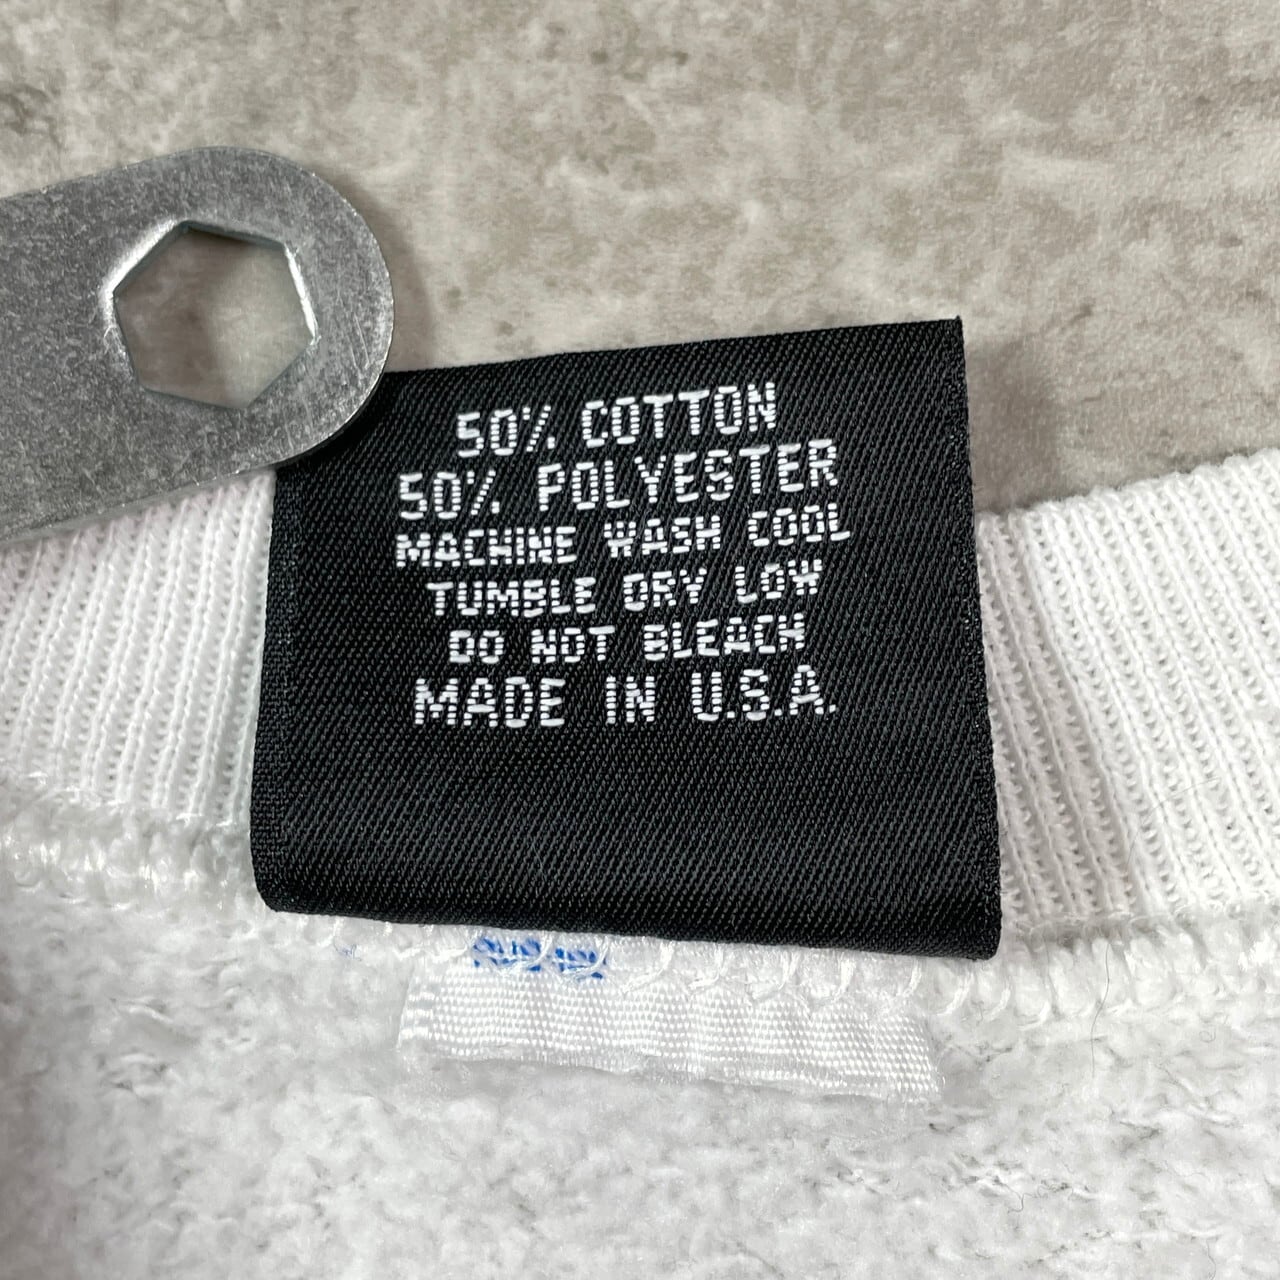 50% COTTON
50% POLYESTER
MACHINE WASH COOL
TUMBLE DRY LOW
DO NOT BLEACH
MADE IN U.S.A.